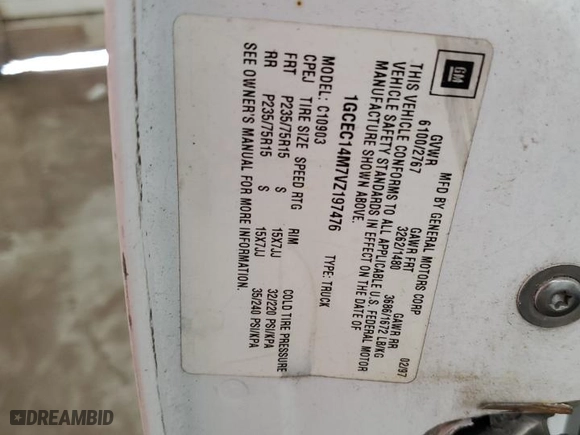 GM
MFD BY GENERAL MOTORS CORP 02/97
GVWR GAWR FRT GAWR RR
6100/2767 3262/1480 3686/1672 LB/KG
THIS VEHICLE CONFORMS TO ALL APPLICABLE U.S. FEDERAL MOTOR
VEHICLE SAFETY STANDARDS IN EFFECT ON THE DATE OF
MANUFACTURE SHOWN ABOVE.
1GCEC14M7VZ197476 TYPE: TRUCK
MODEL: C10903
CPEJ TIRE SIZE SPEED RTG RIM COLD TIRE PRESSURE
FRT P235/75R15 S 15X7JJ 32/220 PSI/KPA
RR P235/75R15 S 15X7JJ 35/240 PSI/KPA
SEE OWNER'S MANUAL FOR MORE INFORMATION.
DREAMBID